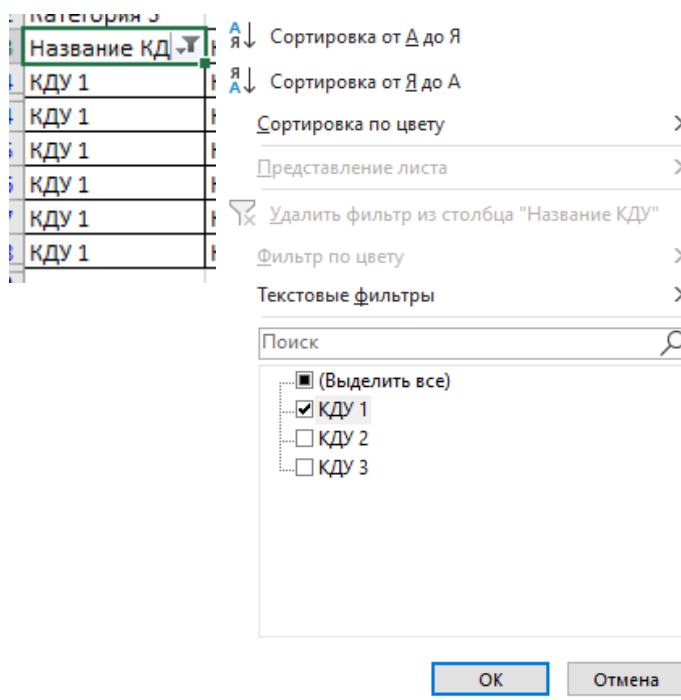 Категория 3
Название КД
КДУ 1
КДУ 1
КДУ 1
КДУ 1
КДУ 1
КДУ 1
Сортировка от А до Я
Сортировка от Я до А
Сортировка по цвету
Представление листа
Удалить фильтр из столбца "Название КДУ"
Фильтр по цвету
Текстовые фильтры
Поиск
(Выделить все)
КДУ 1
КДУ 2
КДУ 3
ОК
Отмена